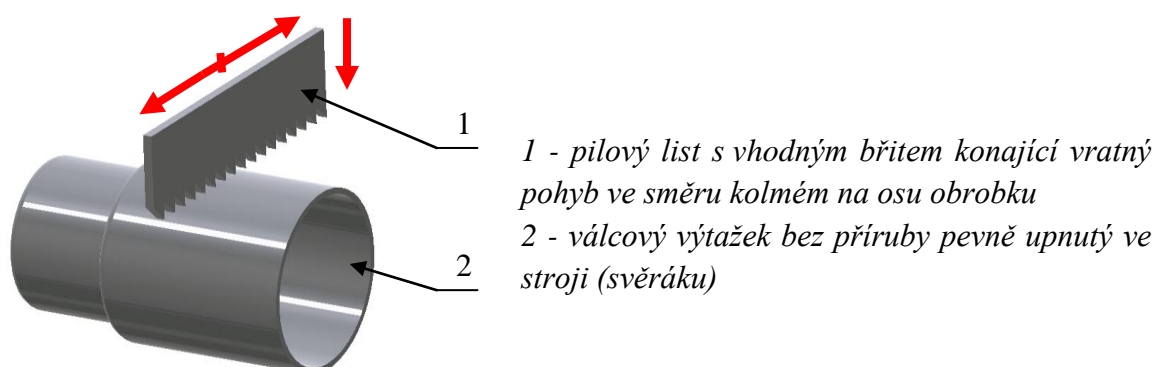 1
1 - pilový list s vhodným břitem konající vratný
pohyb ve směru kolmém na osu obrobku
2 - válcový výtažek bez příruby pevně upnutý ve
stroji (svěráku)
2